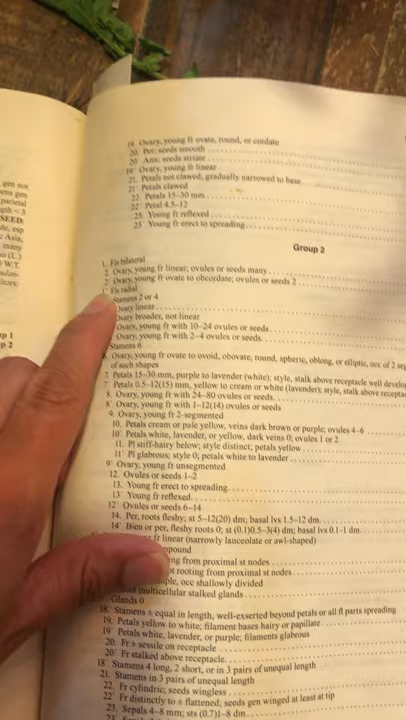 gen not
sens gen
parietal
gth < 3
SEED:
de, esp
Asia,
many
(L.)
W.T.
p 1
p 2
19. Ovary, young fr ovate, round, or cordate
20. Per; seeds smooth
20′ Ann; seeds striate
19′ Ovary, young fr linear
21. Petals not clawed, gradually narrowed to base
21′ Petals clawed
22. Petals 15–30 mm
22′ Petal 4.5–12
23. Young fr reflexed
23′ Young fr erect to spreading
Group 2
1. Fls bilateral
2. Ovary, young fr linear; ovules or seeds many
2′ Ovary, young fr ovate to obcordate; ovules or seeds 2
1′ Fls radial
Stamens 2 or 4
Ovary linear
Ovary broader, not linear
Ovary, young fr with 10–24 ovules or seeds
Ovary, young fr with 2–4 ovules or seeds
Stamens 6
Ovary, young fr ovate to ovoid, obovate, round, spheric, oblong, or elliptic, occ of 2 seg
of such shapes
7. Petals 15–30 mm, purple to lavender (white); style, stalk above receptacle well develo
7′ Petals 0.5–12(15) mm, yellow to cream or white (lavender); style, stalk above recepta
8. Ovary, young fr with 24–80 ovules or seeds
8′ Ovary, young fr with 1–12(14) ovules or seeds
9. Ovary, young fr 2-segmented
10. Petals cream or pale yellow, veins dark brown or purple; ovules 4–6
10′ Petals white, lavender, or yellow, dark veins 0; ovules 1 or 2
11. Pl stiff-hairy below; style distinct; petals yellow
11′ Pl glabrous; style 0; petals white to lavender
9′ Ovary, young fr unsegmented
12. Ovules or seeds 1–2
13. Young fr erect to spreading
13′ Young fr reflexed
12′ Ovules or seeds 6–14
14. Per, roots fleshy; st 5–12(20) dm; basal lvs 1.5–12 dm
14′ Bien or per, fleshy roots 0; st (0.1)0.5–3(4) dm; basal lvs 0.1–1 dm
fr linear (narrowly lanceolate or awl-shaped)
pound
ing from proximal st nodes
t rooting from proximal st nodes
ple, occ shallowly divided
multicellular stalked glands
Glands 0
18. Stamens ± equal in length, well-exserted beyond petals or all fl parts spreading
19. Petals yellow to white; filament bases hairy or papillate
19′ Petals white, lavender, or purple; filaments glabrous
20. Fr ± sessile on receptacle
20′ Fr stalked above receptacle
18′ Stamens 4 long, 2 short, or in 3 pairs of unequal length
21. Stamens in 3 pairs of unequal length
22. Fr cylindric; seeds wingless
22′ Fr distinctly to ± flattened; seeds gen winged at least at tip
23. Sepals 4–8 mm; sts (0.7)1–8 dm